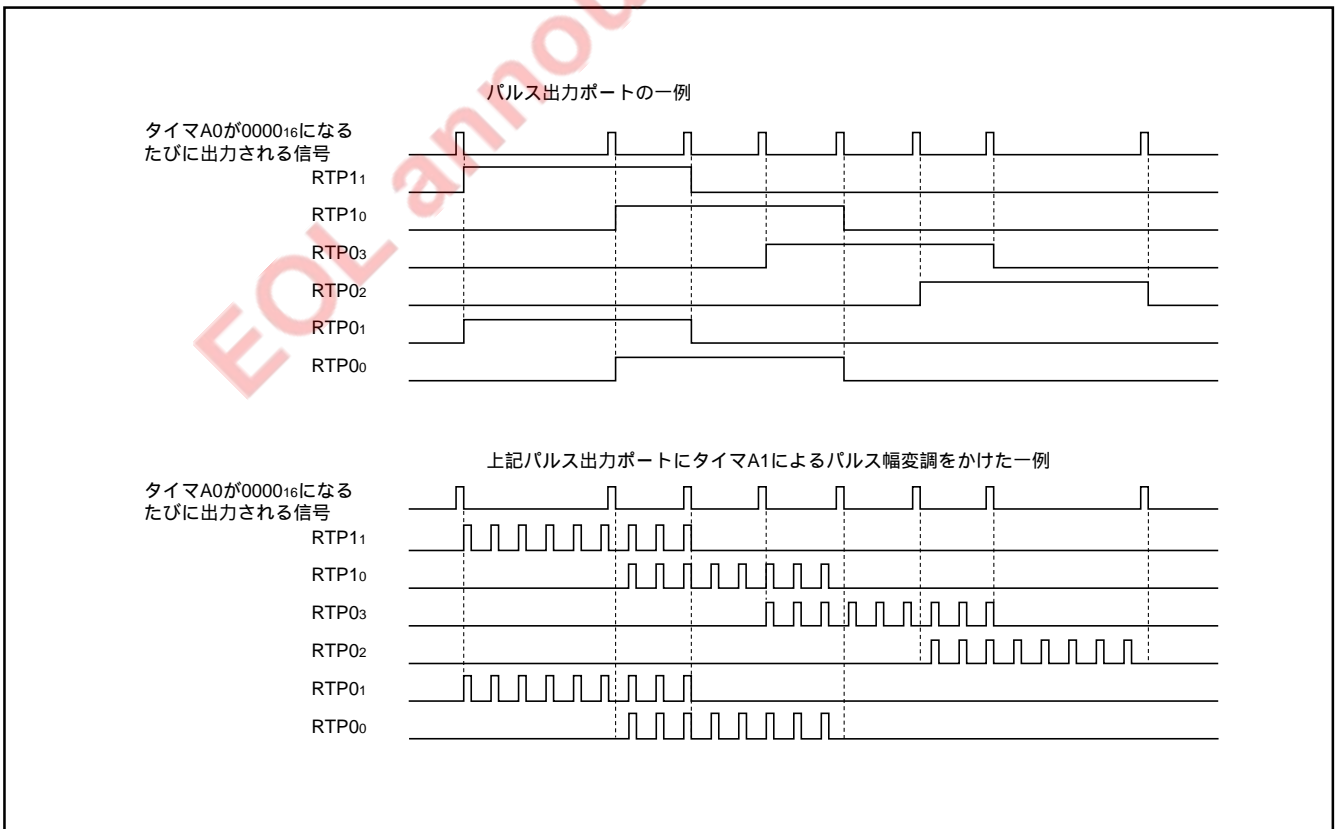 EOL annou
パルス出力ポートの一例
タイマA0が0000₁₆になる
たびに出力される信号
RTP1₁
RTP1₀
RTP0₃
RTP0₂
RTP0₁
RTP0₀
上記パルス出力ポートにタイマA1によるパルス幅変調をかけた一例
タイマA0が0000₁₆になる
たびに出力される信号
RTP1₁
RTP1₀
RTP0₃
RTP0₂
RTP0₁
RTP0₀